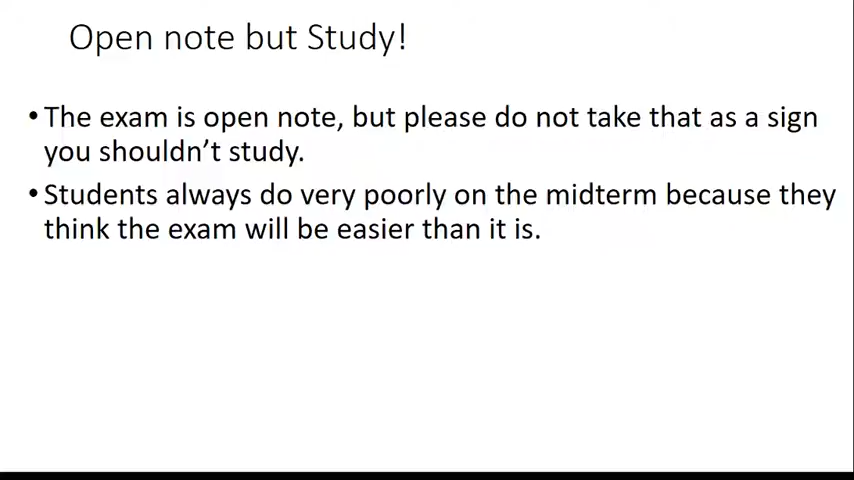 Open note but Study!
• The exam is open note, but please do not take that as a sign
you shouldn't study.
• Students always do very poorly on the midterm because they
think the exam will be easier than it is.